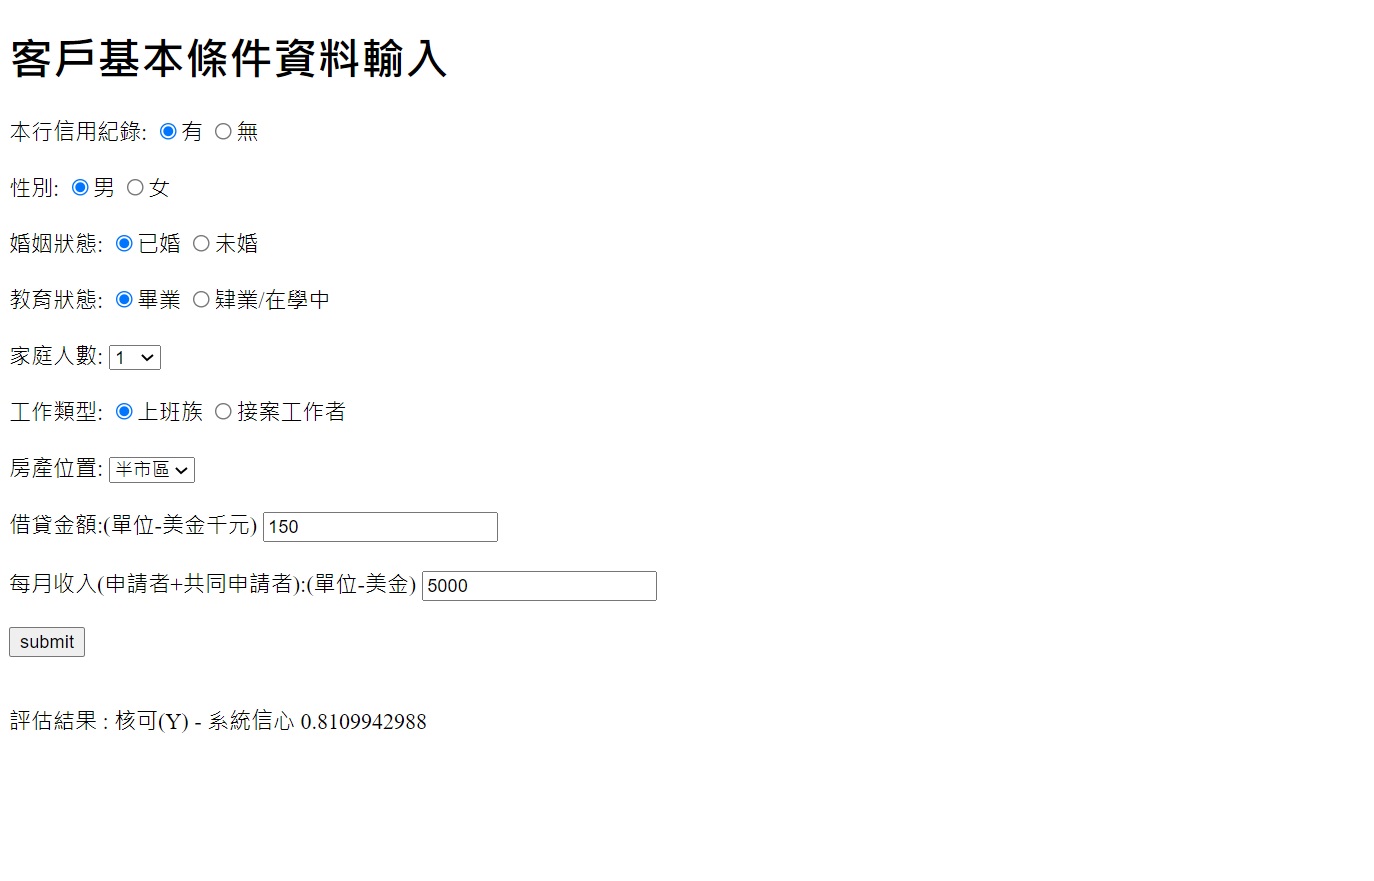 客戶基本條件資料輸入
本行信用紀錄: 有 無
性別: 男 女
婚姻狀態: 已婚 未婚
教育狀態: 畢業 肄業/在學中
家庭人數: 1
工作類型: 上班族 接案工作者
房產位置: 半市區
借貸金額:(單位-美金千元) 150
每月收入(申請者+共同申請者):(單位-美金) 5000
submit
評估結果 : 核可(Y) - 系統信心 0.8109942988